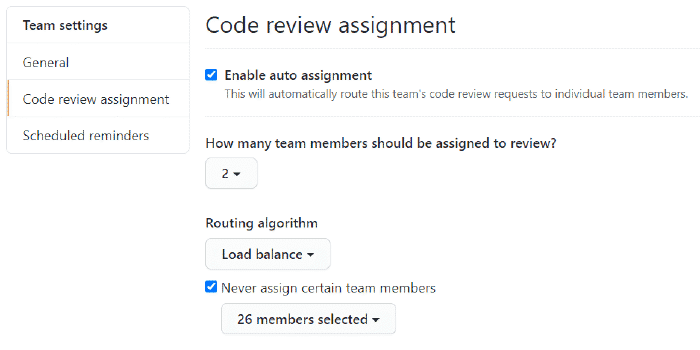 Team settings
General
Code review assignment
Scheduled reminders
Code review assignment
Enable auto assignment
This will automatically route this team's code review requests to individual team members.
How many team members should be assigned to review?
2
Routing algorithm
Load balance
Never assign certain team members
26 members selected